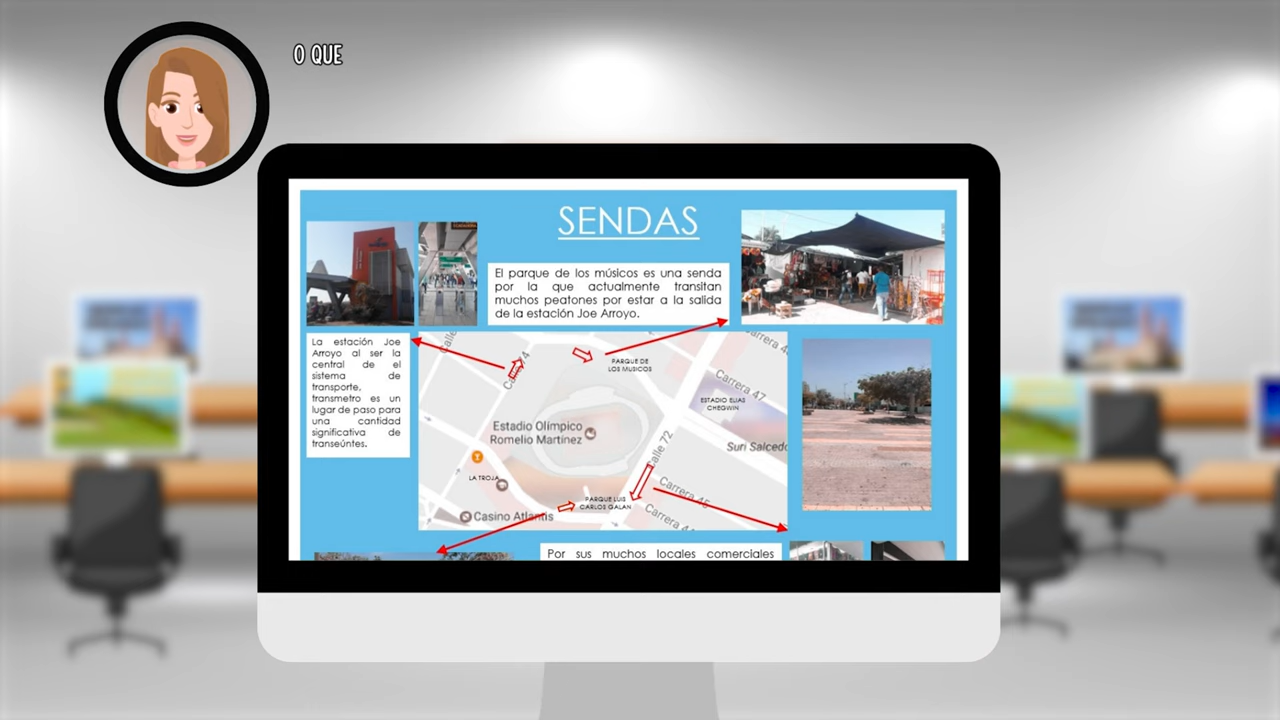 O QUE
SENDAS
El parque de los músicos es una senda
por la que actualmente transitan
muchos peatones por estar a la salida
de la estación Joe Arroyo.
La estación Joe
Arroyo al ser la
central de el
sistema de
transporte,
transmetro es un
lugar de paso para
una cantidad
significativa de
transeúntes.
PARQUE DE
LOS MUSICOS
Carrera 47
ESTADIO ELIAS
CHEGWIN
Estadio Olímpico
Romelio Martínez
Calle 72
Suri Salcedo
T
LA TROJA
Carrera 45
PARQUE LUIS
CARLOS GALAN
Casino Atlantis
Carrera 44
Por sus muchos locales comerciales